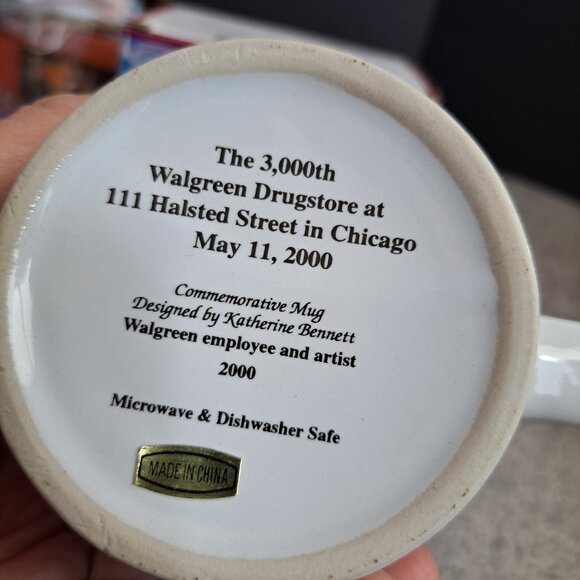 The 3,000th
Walgreen Drugstore at
111 Halsted Street in Chicago
May 11, 2000
Commemorative Mug
Designed by Katherine Bennett
Walgreen employee and artist
2000
Microwave & Dishwasher Safe
MADE IN CHINA